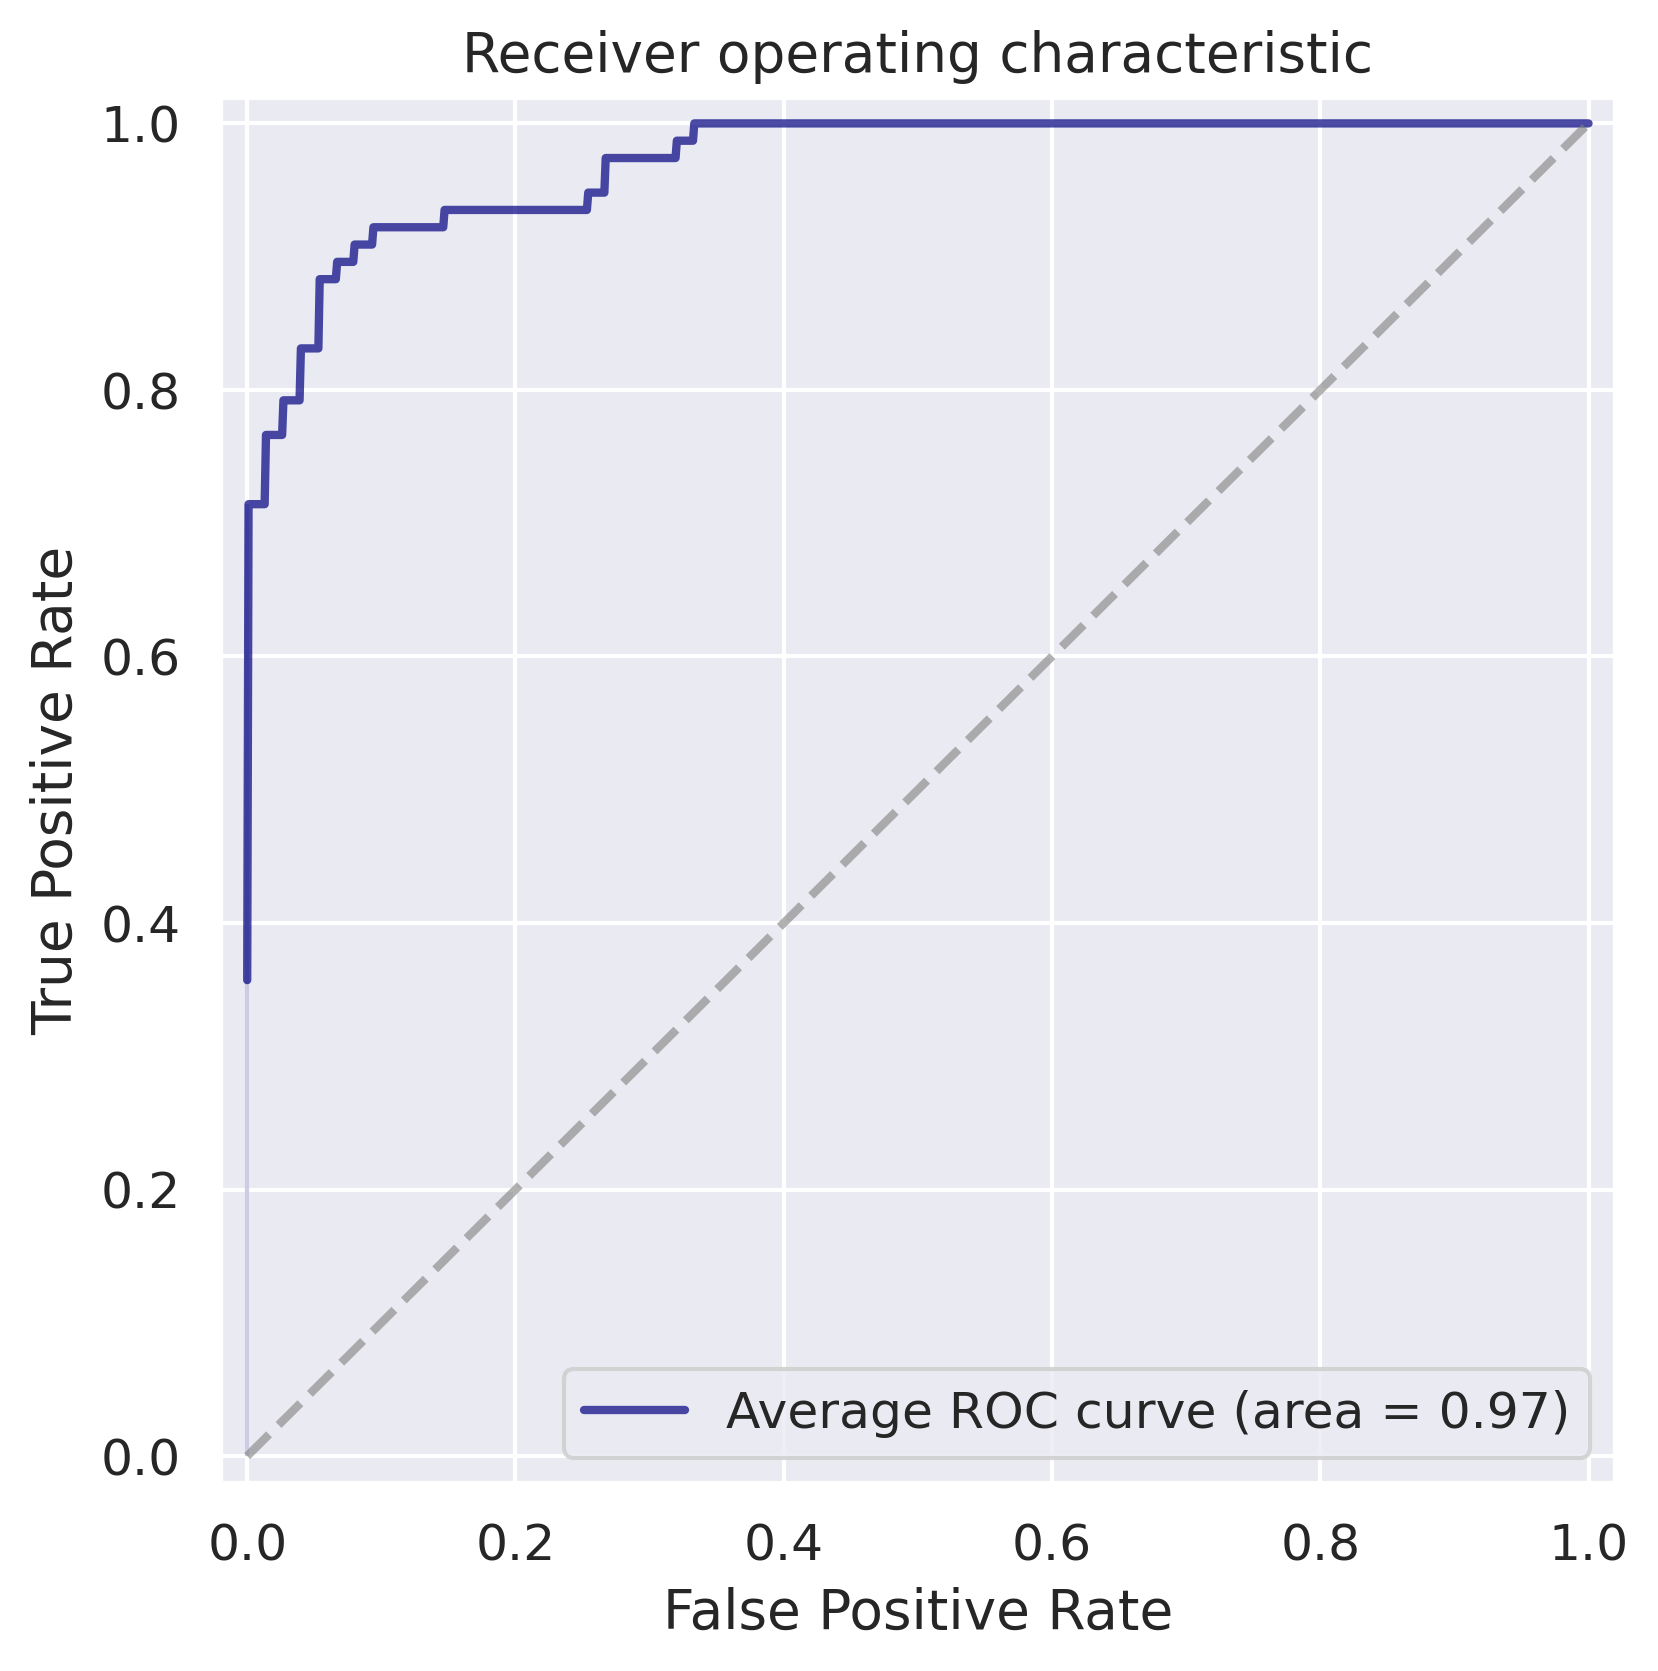 Receiver operating characteristic
1.0
0.8
0.6
0.4
0.2
0.0
True Positive Rate
Average ROC curve (area = 0.97)
0.0 0.2 0.4 0.6 0.8 1.0
False Positive Rate